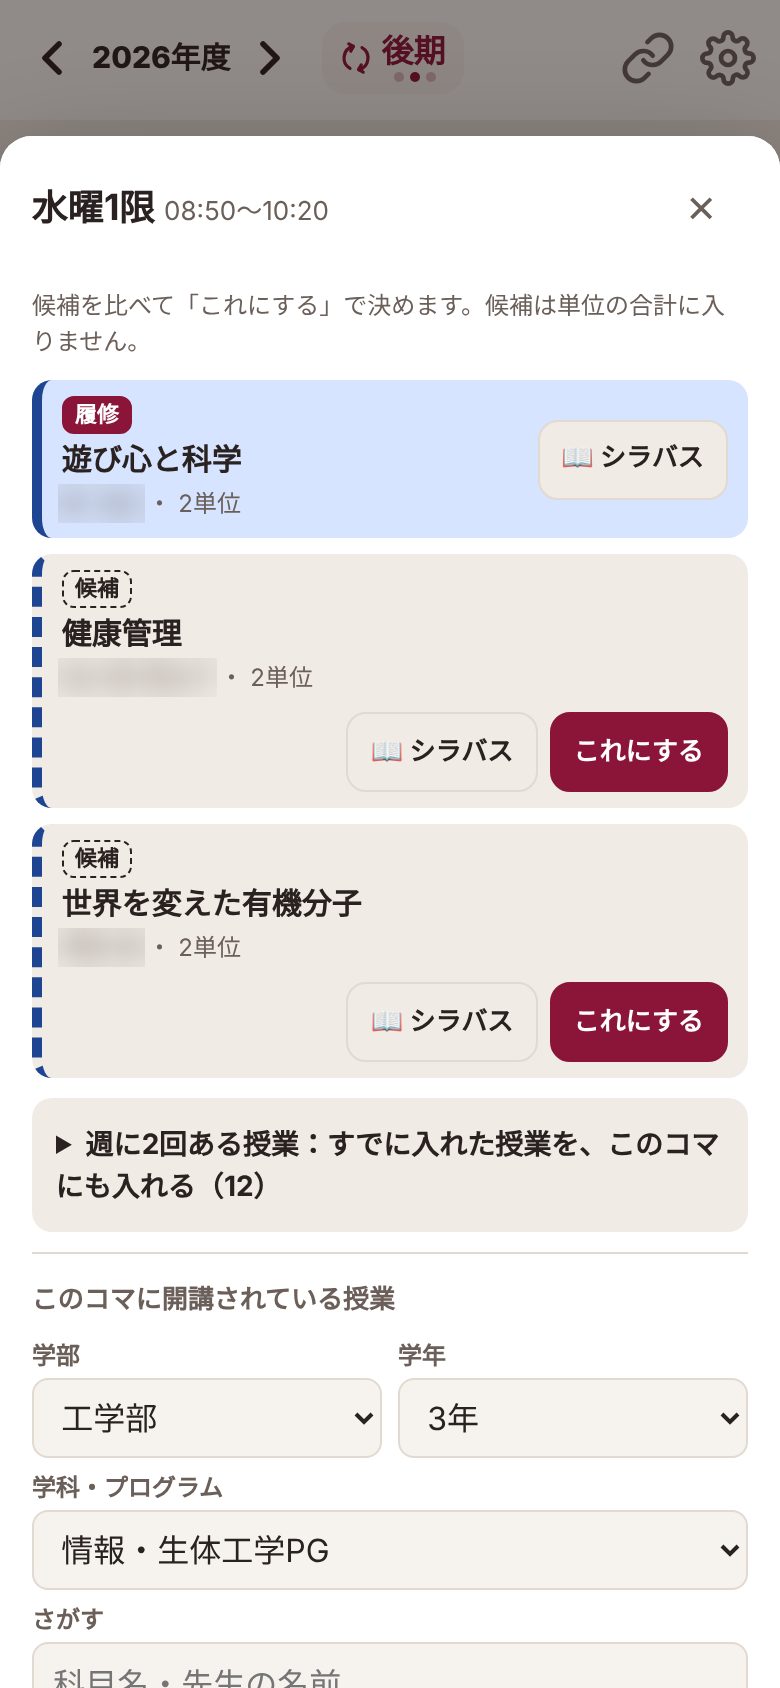 2026年度
後期
水曜1限 08:50〜10:20
候補を比べて「これにする」で決めます。候補は単位の合計に入
りません。
履修
遊び心と科学
・ 2単位
シラバス
候補
健康管理
・ 2単位
シラバス
これにする
候補
世界を変えた有機分子
・ 2単位
シラバス
これにする
週に2回ある授業：すでに入れた授業を、このコマ
にも入れる（12）
このコマに開講されている授業
学部
学年
工学部
3年
学科・プログラム
情報・生体工学PG
さがす
科目名・先生の名前